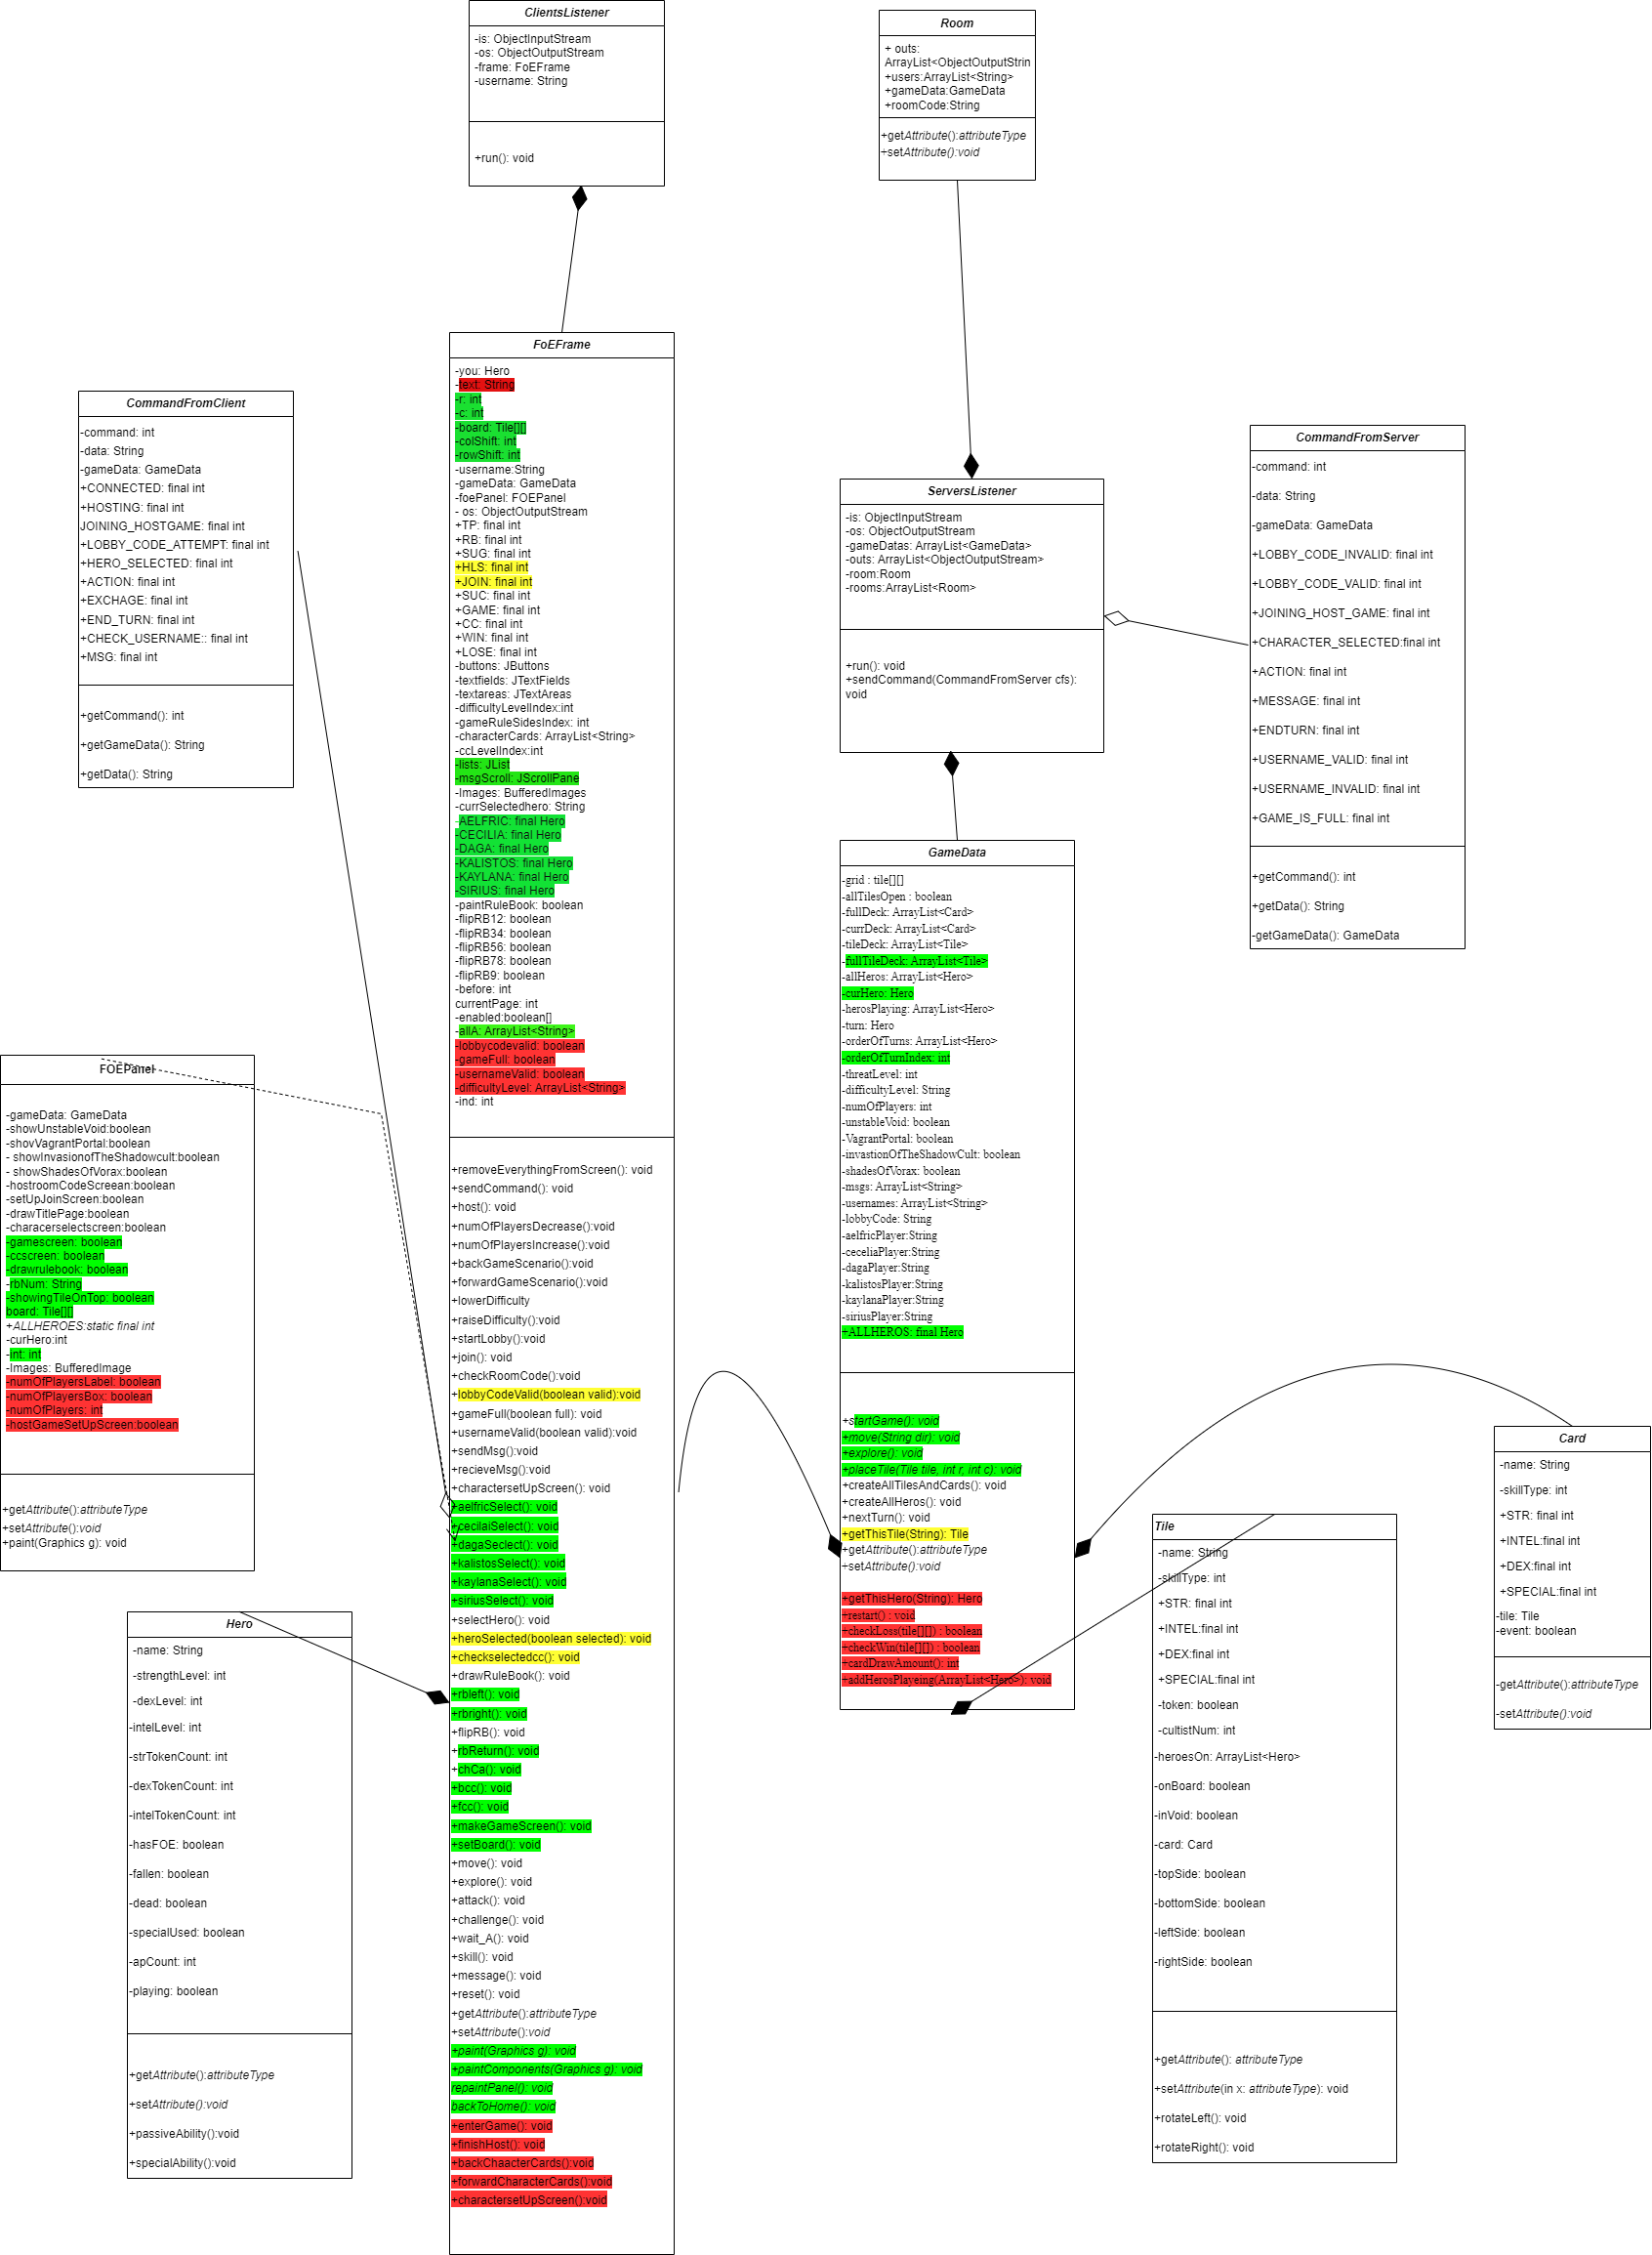 ClientsListener
-is: ObjectInputStream
-os: ObjectOutputStream
-frame: FoEFrame
-username: String
+run(): void
Room
+ outs:
ArrayList<ObjectOutputStrin
+users:ArrayList<String>
+gameData:GameData
+roomCode:String
+getAttribute():attributeType
+setAttribute():void
FoEFrame
-you: Hero
-text: String
-r: int
-c: int
-board: Tile[][]
-colShift: int
-rowShift: int
-username:String
-gameData: GameData
-foePanel: FOEPanel
- os: ObjectOutputStream
+TP: final int
+RB: final int
+SUG: final int
+HLS: final int
+JOIN: final int
+SUC: final int
+GAME: final int
+CC: final int
+WIN: final int
+LOSE: final int
-buttons: JButtons
-textfields: JTextFields
-textareas: JTextAreas
-difficultyLevelIndex:int
-gameRuleSidesIndex: int
-characterCards: ArrayList<String>
-ccLevelIndex:int
-lists: JList
-msgScroll: JScrollPane
-Images: BufferedImages
-currSelectedhero: String
-AELFRIC: final Hero
-CECILIA: final Hero
-DAGA: final Hero
-KALISTOS: final Hero
-KAYLANA: final Hero
-SIRIUS: final Hero
-paintRuleBook: boolean
-flipRB12: boolean
-flipRB34: boolean
-flipRB56: boolean
-flipRB78: boolean
-flipRB9: boolean
-before: int
currentPage: int
-enabled:boolean[]
-allA: ArrayList<String>
-lobbycodevalid: boolean
-gameFull: boolean
-usernameValid: boolean
-difficultyLevel: ArrayList<String>
-ind: int
+removeEverythingFromScreen(): void
+sendCommand(): void
+host(): void
+numOfPlayersDecrease():void
+numOfPlayersIncrease():void
+backGameScenario():void
+forwardGameScenario():void
+lowerDifficulty
+raiseDifficulty():void
+startLobby():void
+join(): void
+checkRoomCode():void
+lobbyCodeValid(boolean valid):void
+gameFull(boolean full): void
+usernameValid(boolean valid):void
+sendMsg():void
+recieveMsg():void
+charactersetUpScreen():void
+aelfricSelect(): void
+cecilaiSelect(): void
+dagaSeclect(): void
+kalistosSelect(): void
+kaylanaSelect(): void
+siriusSelect(): void
+selectHero(): void
+heroSelected(boolean selected): void
+checkselectedcc(): void
+drawRuleBook(): void
+rbleft(): void
+rbright(): void
+flipRB(): void
+rbReturn(): void
+chCa(): void
+bcc(): void
+fcc(): void
+makeGameScreen(): void
+setBoard(): void
+move(): void
+explore(): void
+attack(): void
+challenge(): void
+wait_A(): void
+skill(): void
+message(): void
+reset(): void
+getAttribute():attributeType
+setAttribute():void
+paint(Graphics g): void
+paintComponents(Graphics g): void
repaintPanel(): void
backToHome(): void
+enterGame(): void
+finishHost(): void
+backChaacterCards():void
+forwardCharacterCards():void
+charactersetUpScreen():void
CommandFromClient
-command: int
-data: String
-gameData: GameData
+CONNECTED: final int
+HOSTING: final int
JOINING_HOSTGAME: final int
+LOBBY_CODE_ATTEMPT: final int
+HERO_SELECTED: final int
+ACTION: final int
+EXCHAGE: final int
+END_TURN: final int
+CHECK_USERNAME:: final int
+MSG: final int
+getCommand(): int
+getGameData(): String
+getData(): String
ServersListener
-is: ObjectInputStream
-os: ObjectOutputStream
-gameDatas: ArrayList<GameData>
-outs: ArrayList<ObjectOutputStream>
-room:Room
-rooms:ArrayList<Room>
+run(): void
+sendCommand(CommandFromServer cfs):
void
CommandFromServer
-command: int
-data: String
-gameData: GameData
+LOBBY_CODE_INVALID: final int
+LOBBY_CODE_VALID: final int
+JOINING_HOST_GAME: final int
+CHARACTER_SELECTED:final int
+ACTION: final int
+MESSAGE: final int
+ENDTURN: final int
+USERNAME_VALID: final int
+USERNAME_INVALID: final int
+GAME_IS_FULL: final int
+getCommand(): int
+getData(): String
-getGameData(): GameData
GameData
-grid : tile[][]
-allTilesOpen : boolean
-fullDeck: ArrayList<Card>
-currDeck: ArrayList<Card>
-tileDeck: ArrayList<Tile>
-fullTileDeck: ArrayList<Tile>
-allHeros: ArrayList<Hero>
-curHero: Hero
-herosPlaying: ArrayList<Hero>
-turn: Hero
-orderOfTurns: ArrayList<Hero>
-orderOfTurnIndex: int
-threatLevel: int
-difficultyLevel: String
-numOfPlayers: int
-unstableVoid: boolean
-VagrantPortal: boolean
-invastionOfTheShadowCult: boolean
-shadesOfVorax: boolean
-msgs: ArrayList<String>
-usernames: ArrayList<String>
-lobbyCode: String
-aelfricPlayer:String
-ceceliaPlayer:String
-dagaPlayer:String
-kalistosPlayer:String
-kaylanaPlayer:String
-siriusPlayer:String
+ALLHEROS: final Hero
+startGame(): void
+move(String dir): void
+explore(): void
+placeTile(Tile tile, int r, int c): void
+createAllTilesAndCards(): void
+createAllHeros(): void
+nextTurn(): void
+getThisTile(String): Tile
+getAttribute():attributeType
+setAttribute():void
+getThisHero(String): Hero
+restart() : void
+checkLoss(tile[][]) : boolean
+checkWin(tile[][]) : boolean
+cardDrawAmount(): int
+addHerosPlayeing(ArrayList<Hero>): void
FOEPanel
-gameData: GameData
-showUnstableVoid:boolean
-shovVagrantPortal:boolean
- showInvasionofTheShadowcult:boolean
- showShadesOfVorax:boolean
-hostroomCodeScreean:boolean
-setUpJoinScreen:boolean
-drawTitlePage:boolean
-characerselectscreen:boolean
-gamescreen: boolean
-ccscreen: boolean
-drawrulebook: boolean
-rbNum: String
-showingTileOnTop: boolean
board: Tile[][]
+ALLHEROES:static final int
-curHero:int
-int: int
-Images: BufferedImage
-numOfPlayersLabel: boolean
-numOfPlayersBox: boolean
-numOfPlayers: int
-hostGameSetUpScreen:boolean
+getAttribute():attributeType
+setAttribute():void
+paint(Graphics g): void
Hero
-name: String
-strengthLevel: int
-dexLevel: int
-intelLevel: int
-strTokenCount: int
-dexTokenCount: int
-intelTokenCount: int
-hasFOE: boolean
-fallen: boolean
-dead: boolean
-specialUsed: boolean
-apCount: int
-playing: boolean
+getAttribute():attributeType
+setAttribute():void
+passiveAbility():void
+specialAbility():void
Card
-name: String
-skillType: int
+STR: final int
+INTEL:final int
+DEX:final int
+SPECIAL:final int
-tile: Tile
-event: boolean
-getAttribute():attributeType
-setAttribute():void
Tile
-name: String
-skillType: int
+STR: final int
+INTEL:final int
+DEX:final int
+SPECIAL:final int
-token: boolean
-cultistNum: int
-heroesOn: ArrayList<Hero>
-onBoard: boolean
-inVoid: boolean
-card: Card
-topSide: boolean
-bottomSide: boolean
-leftSide: boolean
-rightSide: boolean
+getAttribute(): attributeType
+setAttribute(in x: attributeType): void
+rotateLeft(): void
+rotateRight(): void